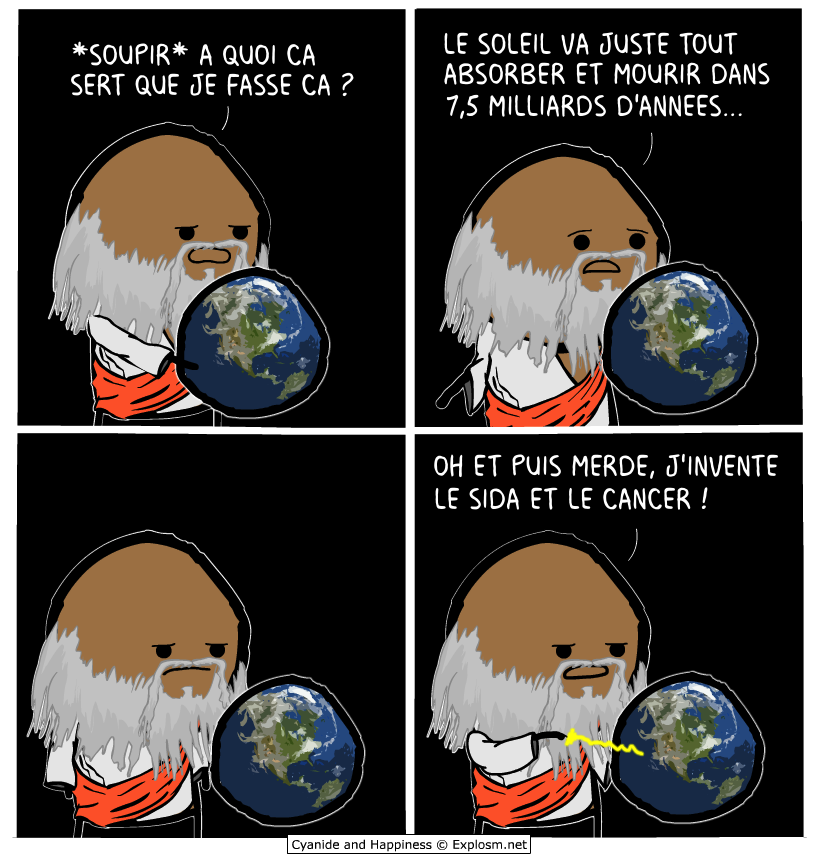 *SOUPIR* A QUOI CA
SERT QUE JE FASSE CA ?
LE SOLEIL VA JUSTE TOUT
ABSORBER ET MOURIR DANS
7,5 MILLIARDS D'ANNEES...
OH ET PUIS MERDE, J'INVENTE
LE SIDA ET LE CANCER !
Cyanide and Happiness © Explosm.net